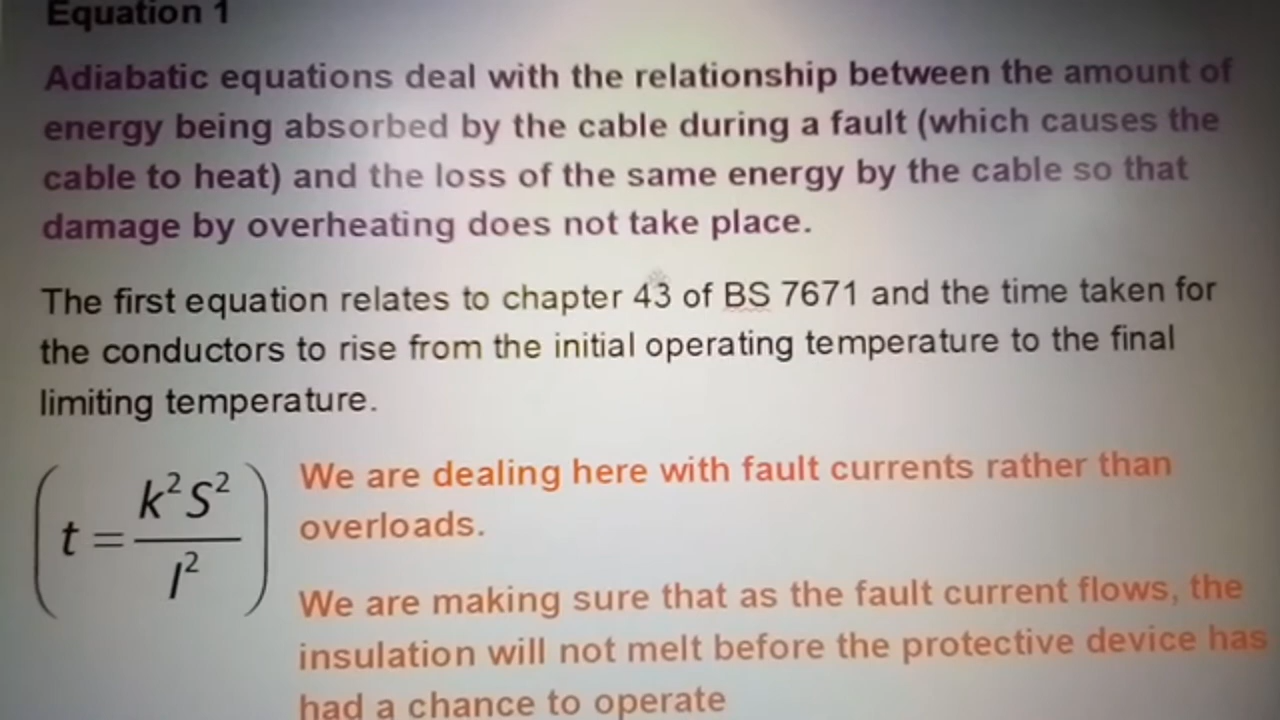 Equation 1
Adiabatic equations deal with the relationship between the amount of
energy being absorbed by the cable during a fault (which causes the
cable to heat) and the loss of the same energy by the cable so that
damage by overheating does not take place.
The first equation relates to chapter 43 of BS 7671 and the time taken for
the conductors to rise from the initial operating temperature to the final
limiting temperature.
(t = k²S² / I²)
We are dealing here with fault currents rather than
overloads.
We are making sure that as the fault current flows, the
insulation will not melt before the protective device has
had a chance to operate